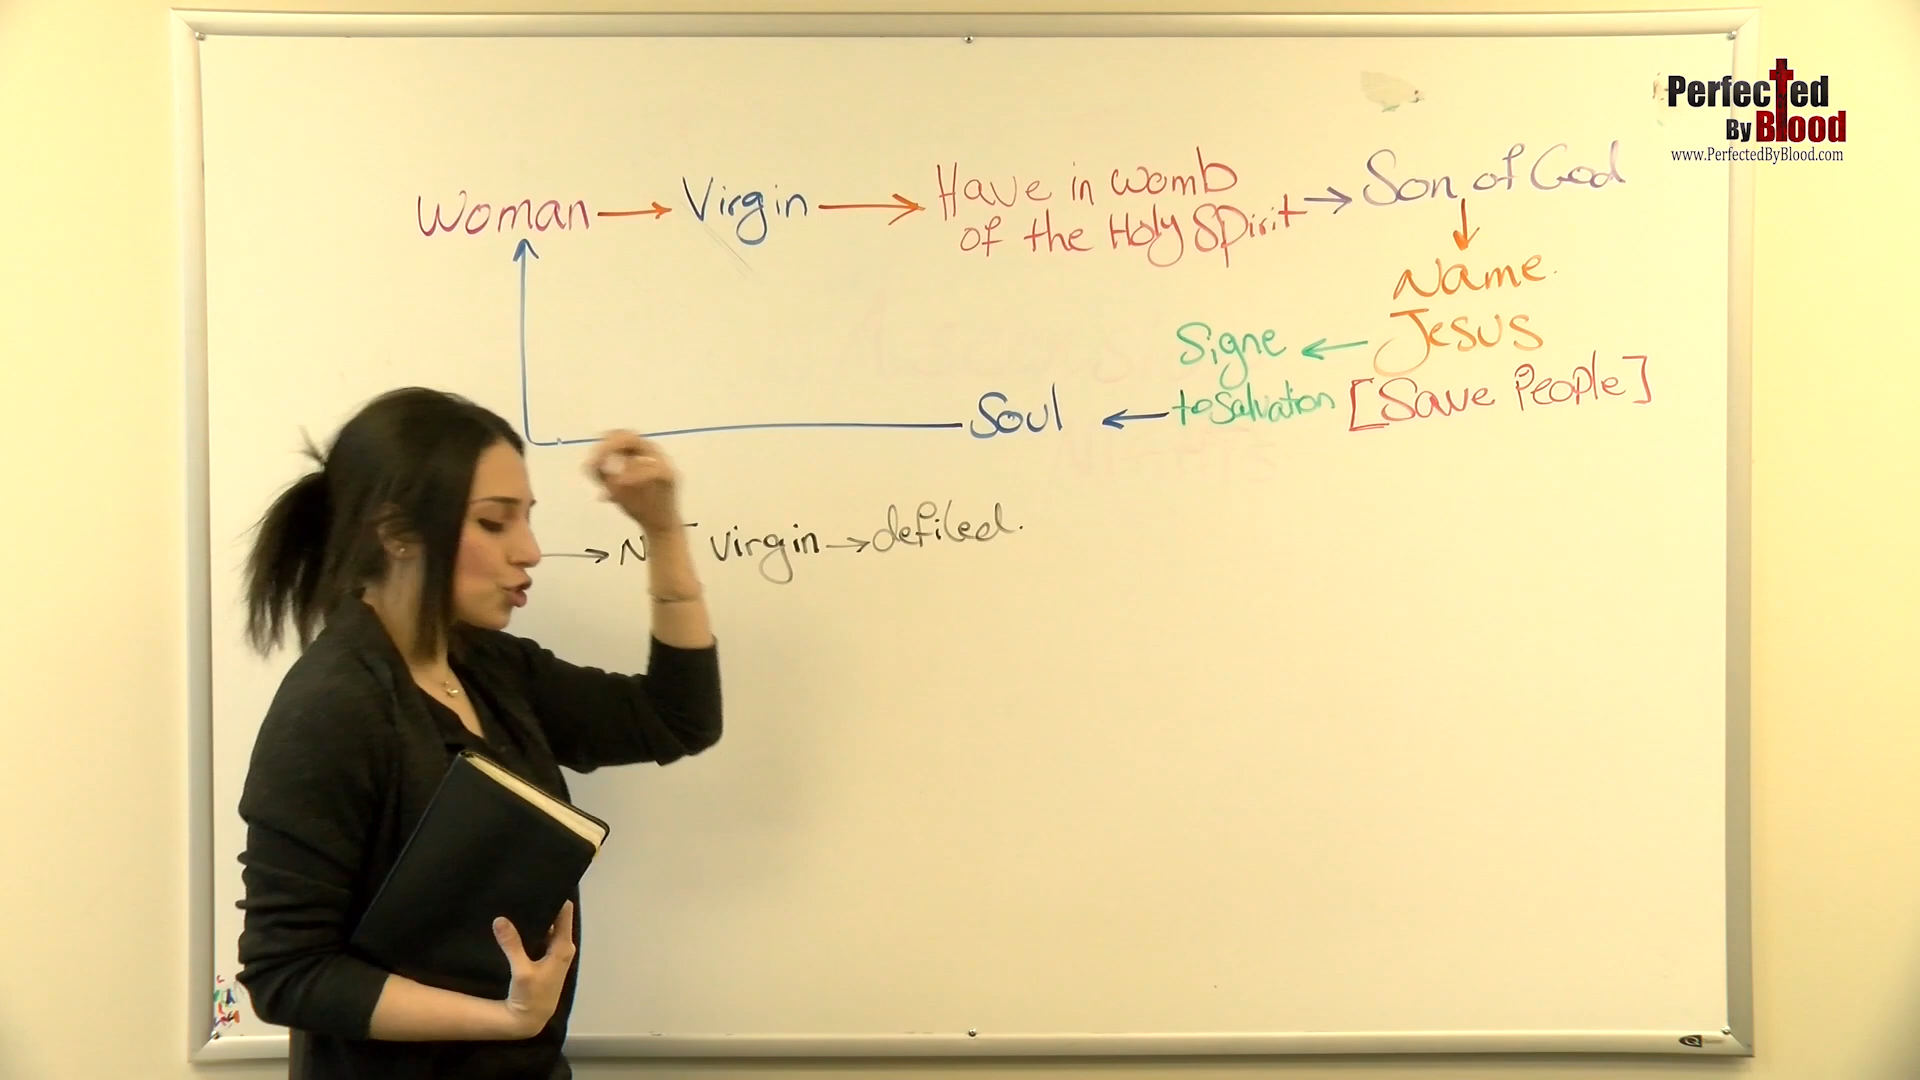 Perfected
By Blood
www.PerfectedByBlood.com
Woman → Virgin → Have in womb
of the Holy Spirit → Son of God
Name
Jesus
[Save People]
Signe
to Salvation
Soul
virgin → defiled.